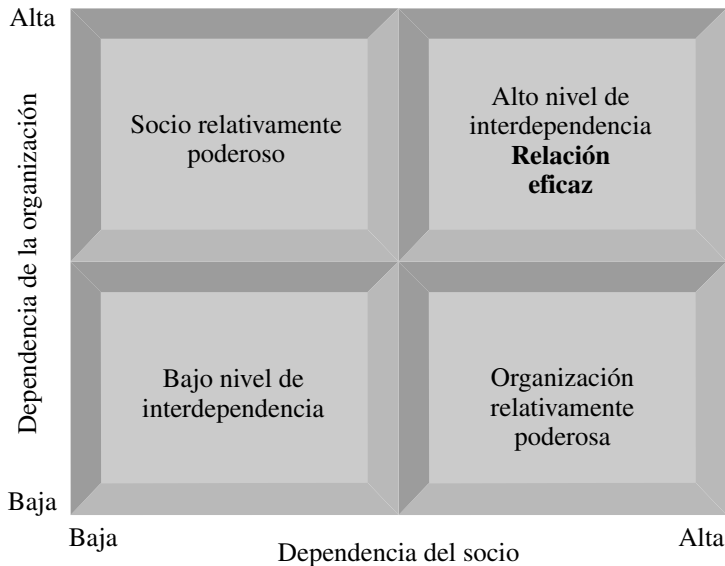 Alta
Dependencia de la organización
Socio relativamente
poderoso
Alto nivel de
interdependencia
Relación
eficaz
Bajo nivel de
interdependencia
Organización
relativamente
poderosa
Baja
Baja
Alta
Dependencia del socio